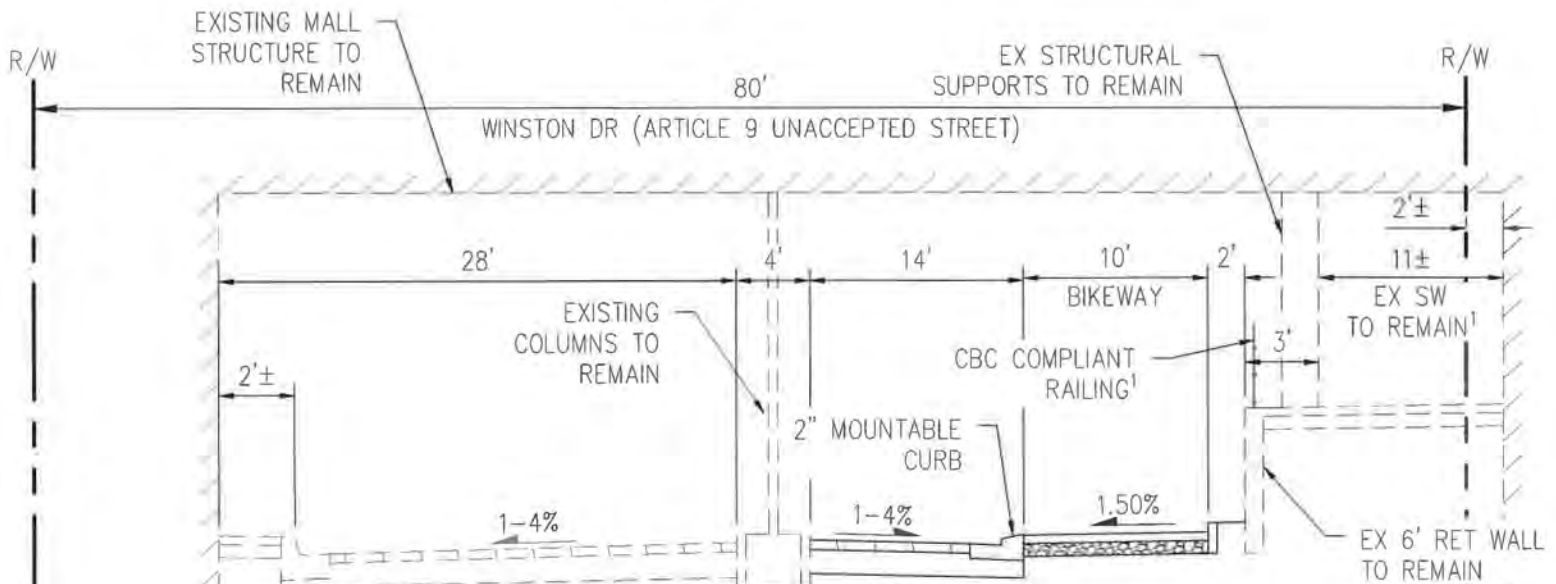 EXISTING MALL
STRUCTURE TO
REMAIN
EX STRUCTURAL
SUPPORTS TO REMAIN
R/W
R/W
80'
WINSTON DR (ARTICLE 9 UNACCEPTED STREET)
2'±
28'
4'
14'
10'
2'
11±
BIKEWAY
EX SW
TO REMAIN¹
EXISTING
COLUMNS TO
REMAIN
CBC COMPLIANT
RAILING¹
3'
2'±
2" MOUNTABLE
CURB
1-4%
1-4%
1.50%
EX 6' RET WALL
TO REMAIN